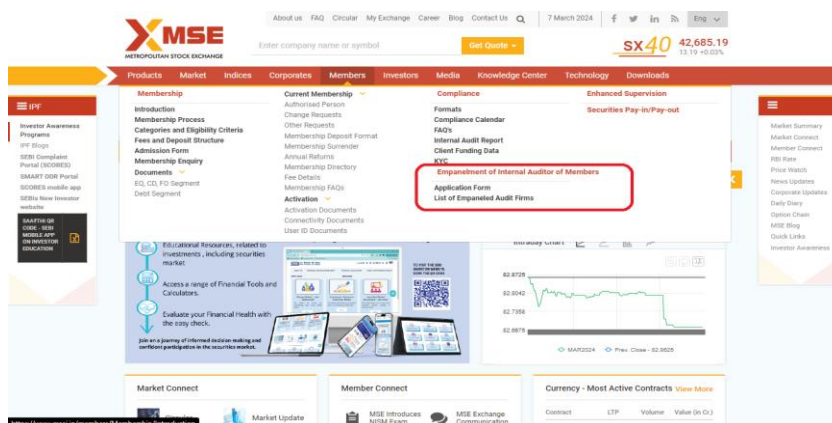 About us FAQ Circular My Exchange Career Blog Contact Us 7 March 2024 Eng
MSE
METROPOLITAN STOCK EXCHANGE
Enter company name or symbol
Get Quote
SX40 42,685.19
13.19 +0.03%
Products Market Indices Corporates Members Investors Media Knowledge Center Technology Downloads
IPF
Investor Awareness
Programs
IPF Blogs
SEBI Complaint
Portal (SCORES)
SMART ODR Portal
SCORES mobile app
SEBIs New Investor
website
SAATHI QR
CODE - SEBI
MOBILE APP
ON INVESTOR
EDUCATION
Membership
Introduction
Membership Process
Categories and Eligibility Criteria
Fees and Deposit Structure
Admission Form
Membership Enquiry
Documents
EQ, CD, FO Segment
Debt Segment
Current Membership
Authorised Person
Change Requests
Other Requests
Membership Deposit Format
Membership Surrender
Annual Returns
Membership Directory
Fee Details
Membership FAQs
Activation
Activation Documents
Connectivity Documents
User ID Documents
Compliance
Formats
Compliance Calendar
FAQ's
Internal Audit Report
Client Funding Data
KYC
Empanelment of Internal Auditor of Members
Application Form
List of Empaneled Audit Firms
Enhanced Supervision
Securities Pay-in/Pay-out
Market Summary
Market Connect
Member Connect
RBI Rate
Price Watch
News Updates
Corporate Updates
Daily Diary
Option Chain
MSE Blog
Quick Links
Investor Awareness
Educational Resources, related to
investments , including securities
market.
Access a range of Financial Tools and
Calculators.
Evaluate your Financial Health with
the easy check.
Join an a journey of informed decision-making and
confident participation in the securities market.
Intraday Chart
82.8725
82.8042
82.7358
82.6675
MAR2024 Prev. Close - 82.9625
Market Connect
Market Update
Member Connect
MSE Introduces
NISM Exam
MSE Exchange
Communication
Currency - Most Active Contracts View More
Contract LTP Volume Value (in Cr.)